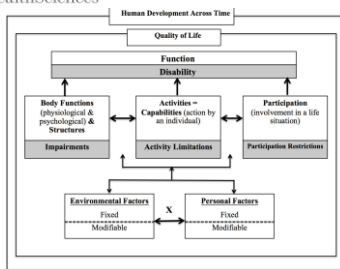 Human Development Across Time
Quality of Life
Function
Disability
Body Functions
(physiological &
psychological) &
Structures
Impairments
Activities –
Capabilities (action by
an individual)
Activity Limitations
Participation
(involvement in a life
situation)
Participation Restrictions
Environmental Factors
Fixed
Modifiable
X
Personal Factors
Fixed
Modifiable